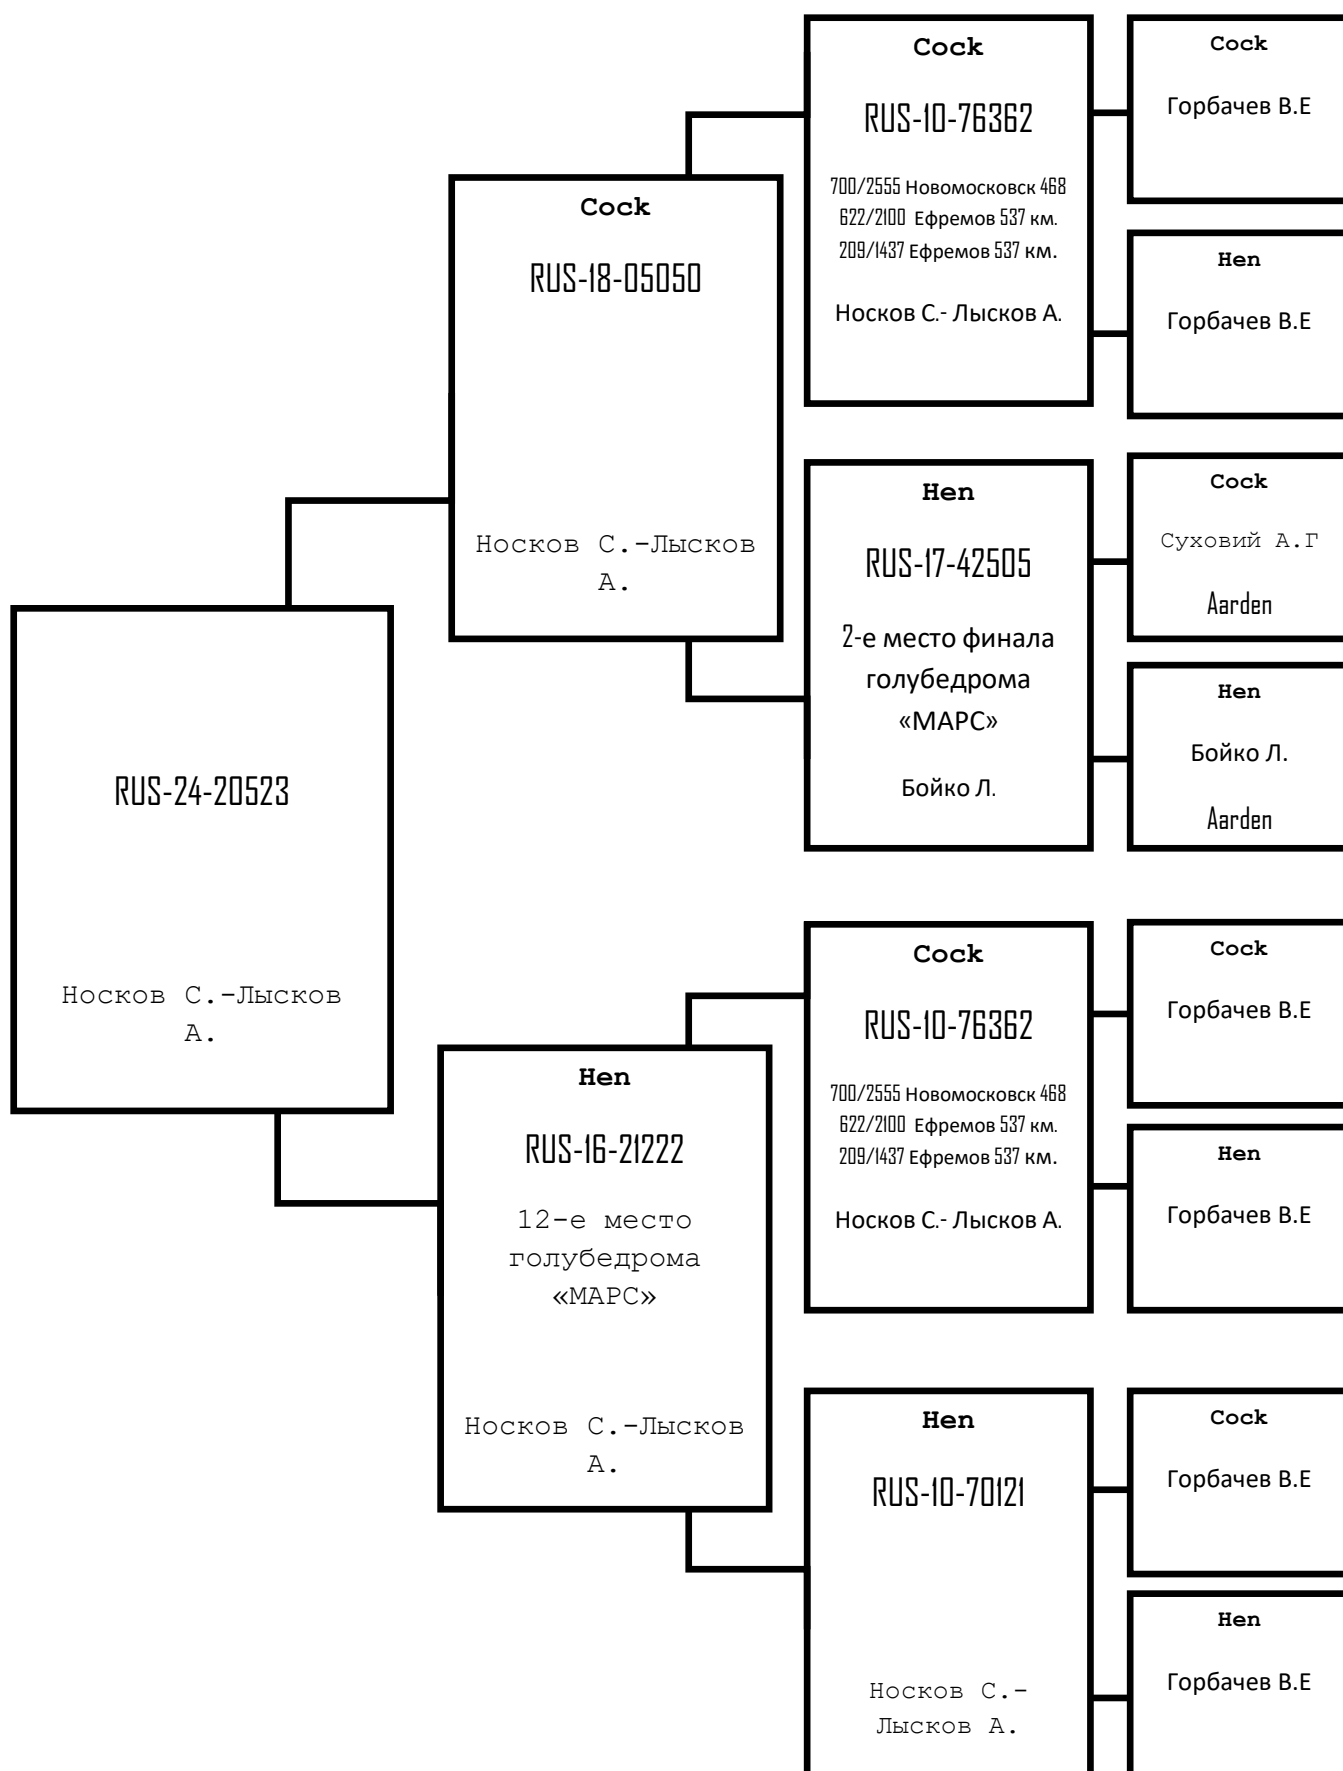 RUS-24-20523
Носков С.-Лысков
А.
Cock
RUS-18-05050
Носков С.-Лысков
А.
Hen
RUS-16-21222
12-е место
голубедрома
«МАРС»
Носков С.-Лысков
А.
Cock
RUS-10-76362
700/2555 Новомосковск 468
622/2100 Ефремов 537 км.
209/1437 Ефремов 537 км.
Носков С.- Лысков А.
Hen
RUS-17-42505
2-е место финала
голубедрома
«МАРС»
Бойко Л.
Cock
RUS-10-76362
700/2555 Новомосковск 468
622/2100 Ефремов 537 км.
209/1437 Ефремов 537 км.
Носков С.- Лысков А.
Hen
RUS-10-70121
Носков С.-
Лысков А.
Cock
Горбачев В.Е
Hen
Горбачев В.Е
Cock
Суховий А.Г
Aarden
Hen
Бойко Л.
Aarden
Cock
Горбачев В.Е
Hen
Горбачев В.Е
Cock
Горбачев В.Е
Hen
Горбачев В.Е